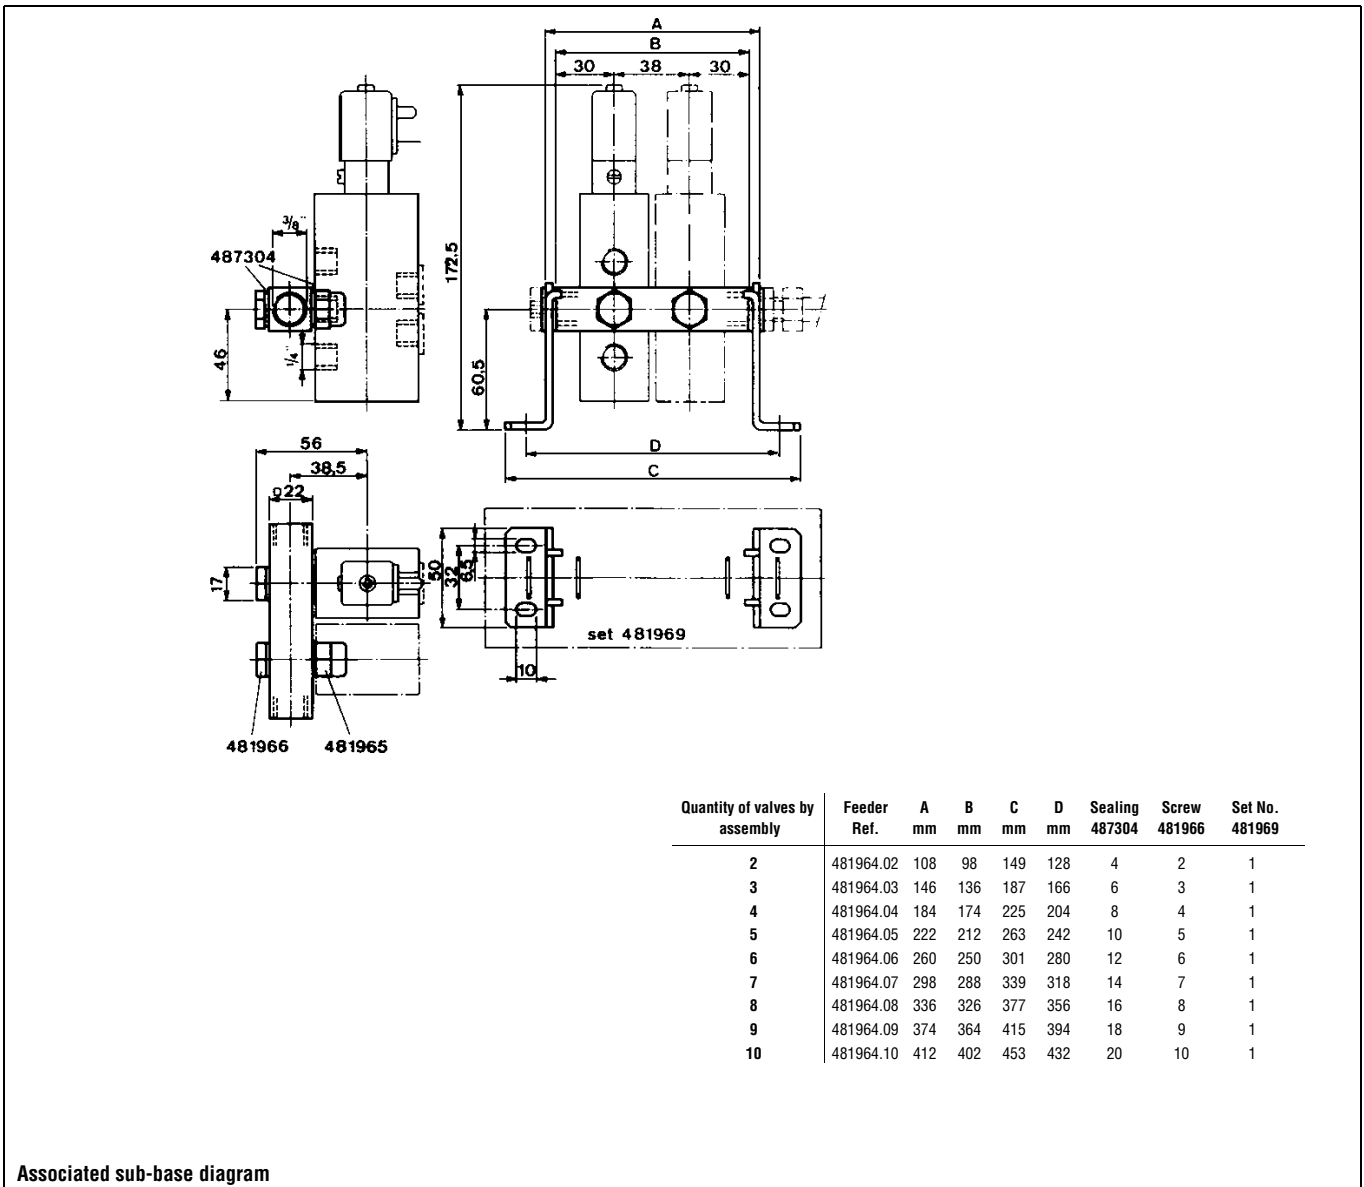 A
B
30 38 30
3/8"
487304
172,5
46
1/4"
60,5
D
C
56
38,5
□22
17
50
32
6,5
set 481969
10
481966 481965
Quantity of valves by assembly Feeder Ref. A mm B mm C mm D mm Sealing 487304 Screw 481966 Set No. 481969
2 481964.02 108 98 149 128 4 2 1
3 481964.03 146 136 187 166 6 3 1
4 481964.04 184 174 225 204 8 4 1
5 481964.05 222 212 263 242 10 5 1
6 481964.06 260 250 301 280 12 6 1
7 481964.07 298 288 339 318 14 7 1
8 481964.08 336 326 377 356 16 8 1
9 481964.09 374 364 415 394 18 9 1
10 481964.10 412 402 453 432 20 10 1
Associated sub-base diagram